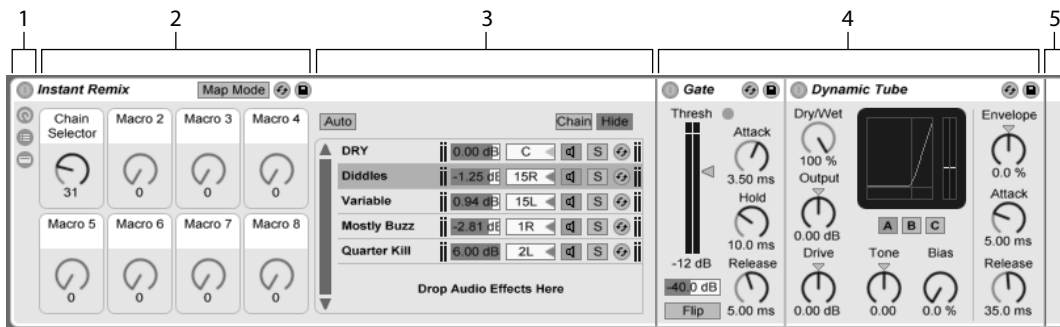 1 2 3 4 5
Instant Remix Map Mode
Chain Selector Macro 2 Macro 3 Macro 4
31 0 0 0
Macro 5 Macro 6 Macro 7 Macro 8
0 0 0 0
Auto Chain Hide
DRY 0.00 dB C S
Diddles -1.25 dB 15R S
Variable 0.94 dB 15L S
Mostly Buzz -2.81 dB 1R S
Quarter Kill 6.00 dB 2L S
Drop Audio Effects Here
Gate
Thresh
Attack
3.50 ms
Hold
10.0 ms
-12 dB
Release
-40.0 dB
Flip 5.00 ms
Dynamic Tube
Dry/Wet
100 %
Output
0.00 dB
A B C
Drive Tone Bias
0.00 dB 0.00 0.0 %
Envelope
0.0 %
Attack
5.00 ms
Release
35.0 ms